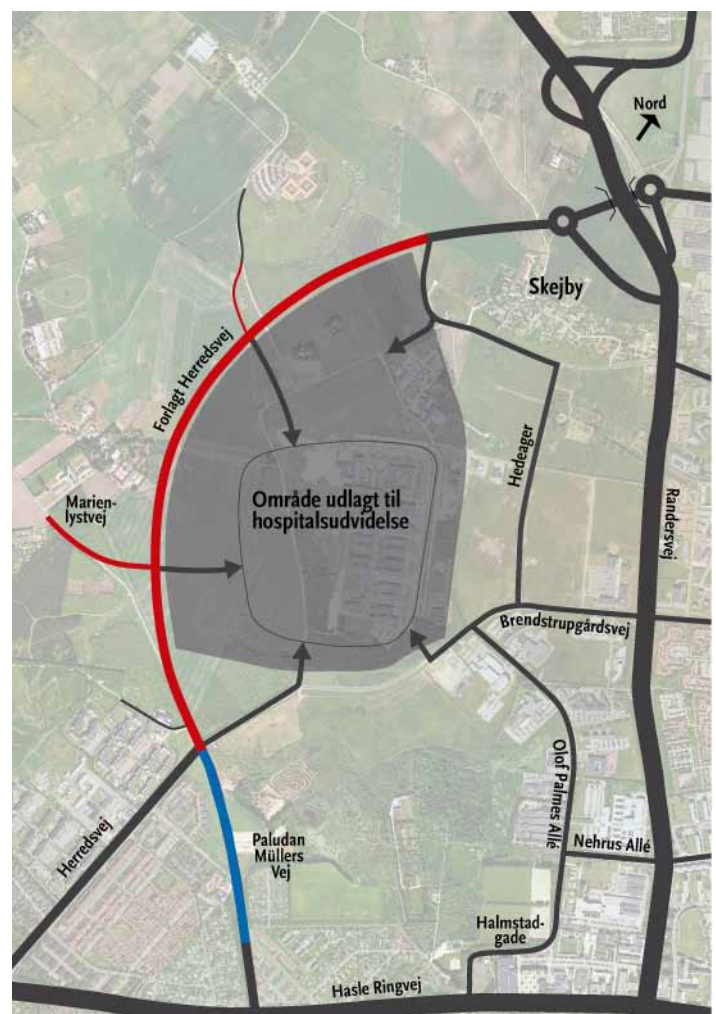 Nord
Skejby
Forlagt Herredsvej
Hedeager
Marien-
lystvej
Område udlagt til
hospitalsudvidelse
Randersvej
Brendstrupgårdsvej
Olof Palmes Allé
Herredsvej
Paludan
Müllers
Vej
Nehrus Allé
Halmstad-
gade
Hasle Ringvej